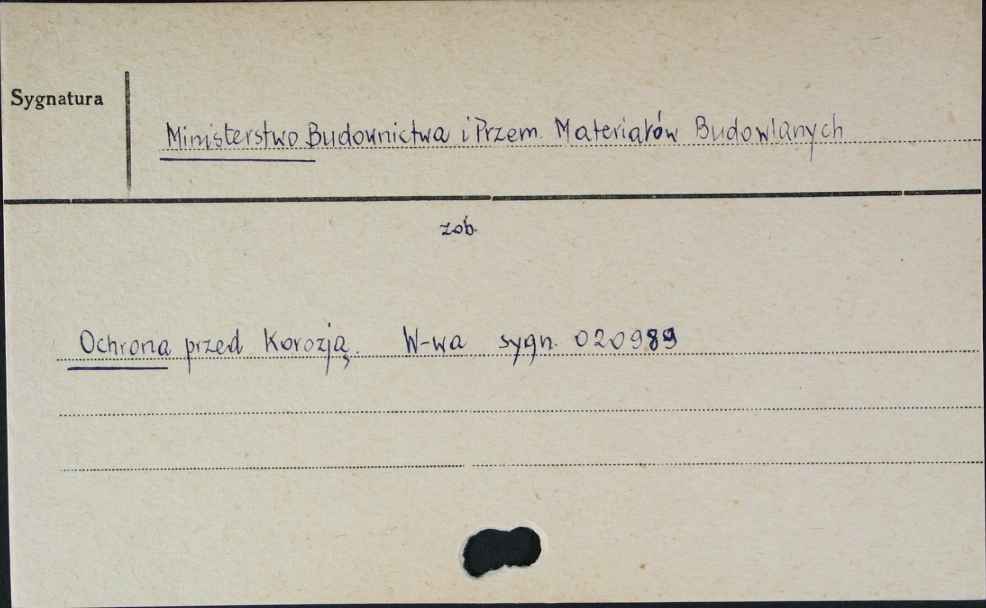 Sygnatura
Ministerstwo Budownictwa i Przem. Materiałów Budowlanych
zob.
Ochrona przed Korozją. W-wa sygn. 020989